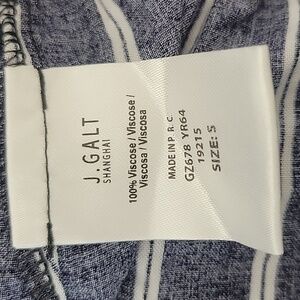 J. GALT
SHANGHAI
100% Viscose / Viscose /
Viscosa / Viscosa
MADE IN P. R. C
GZ678 YR64
19215
SIZE: S